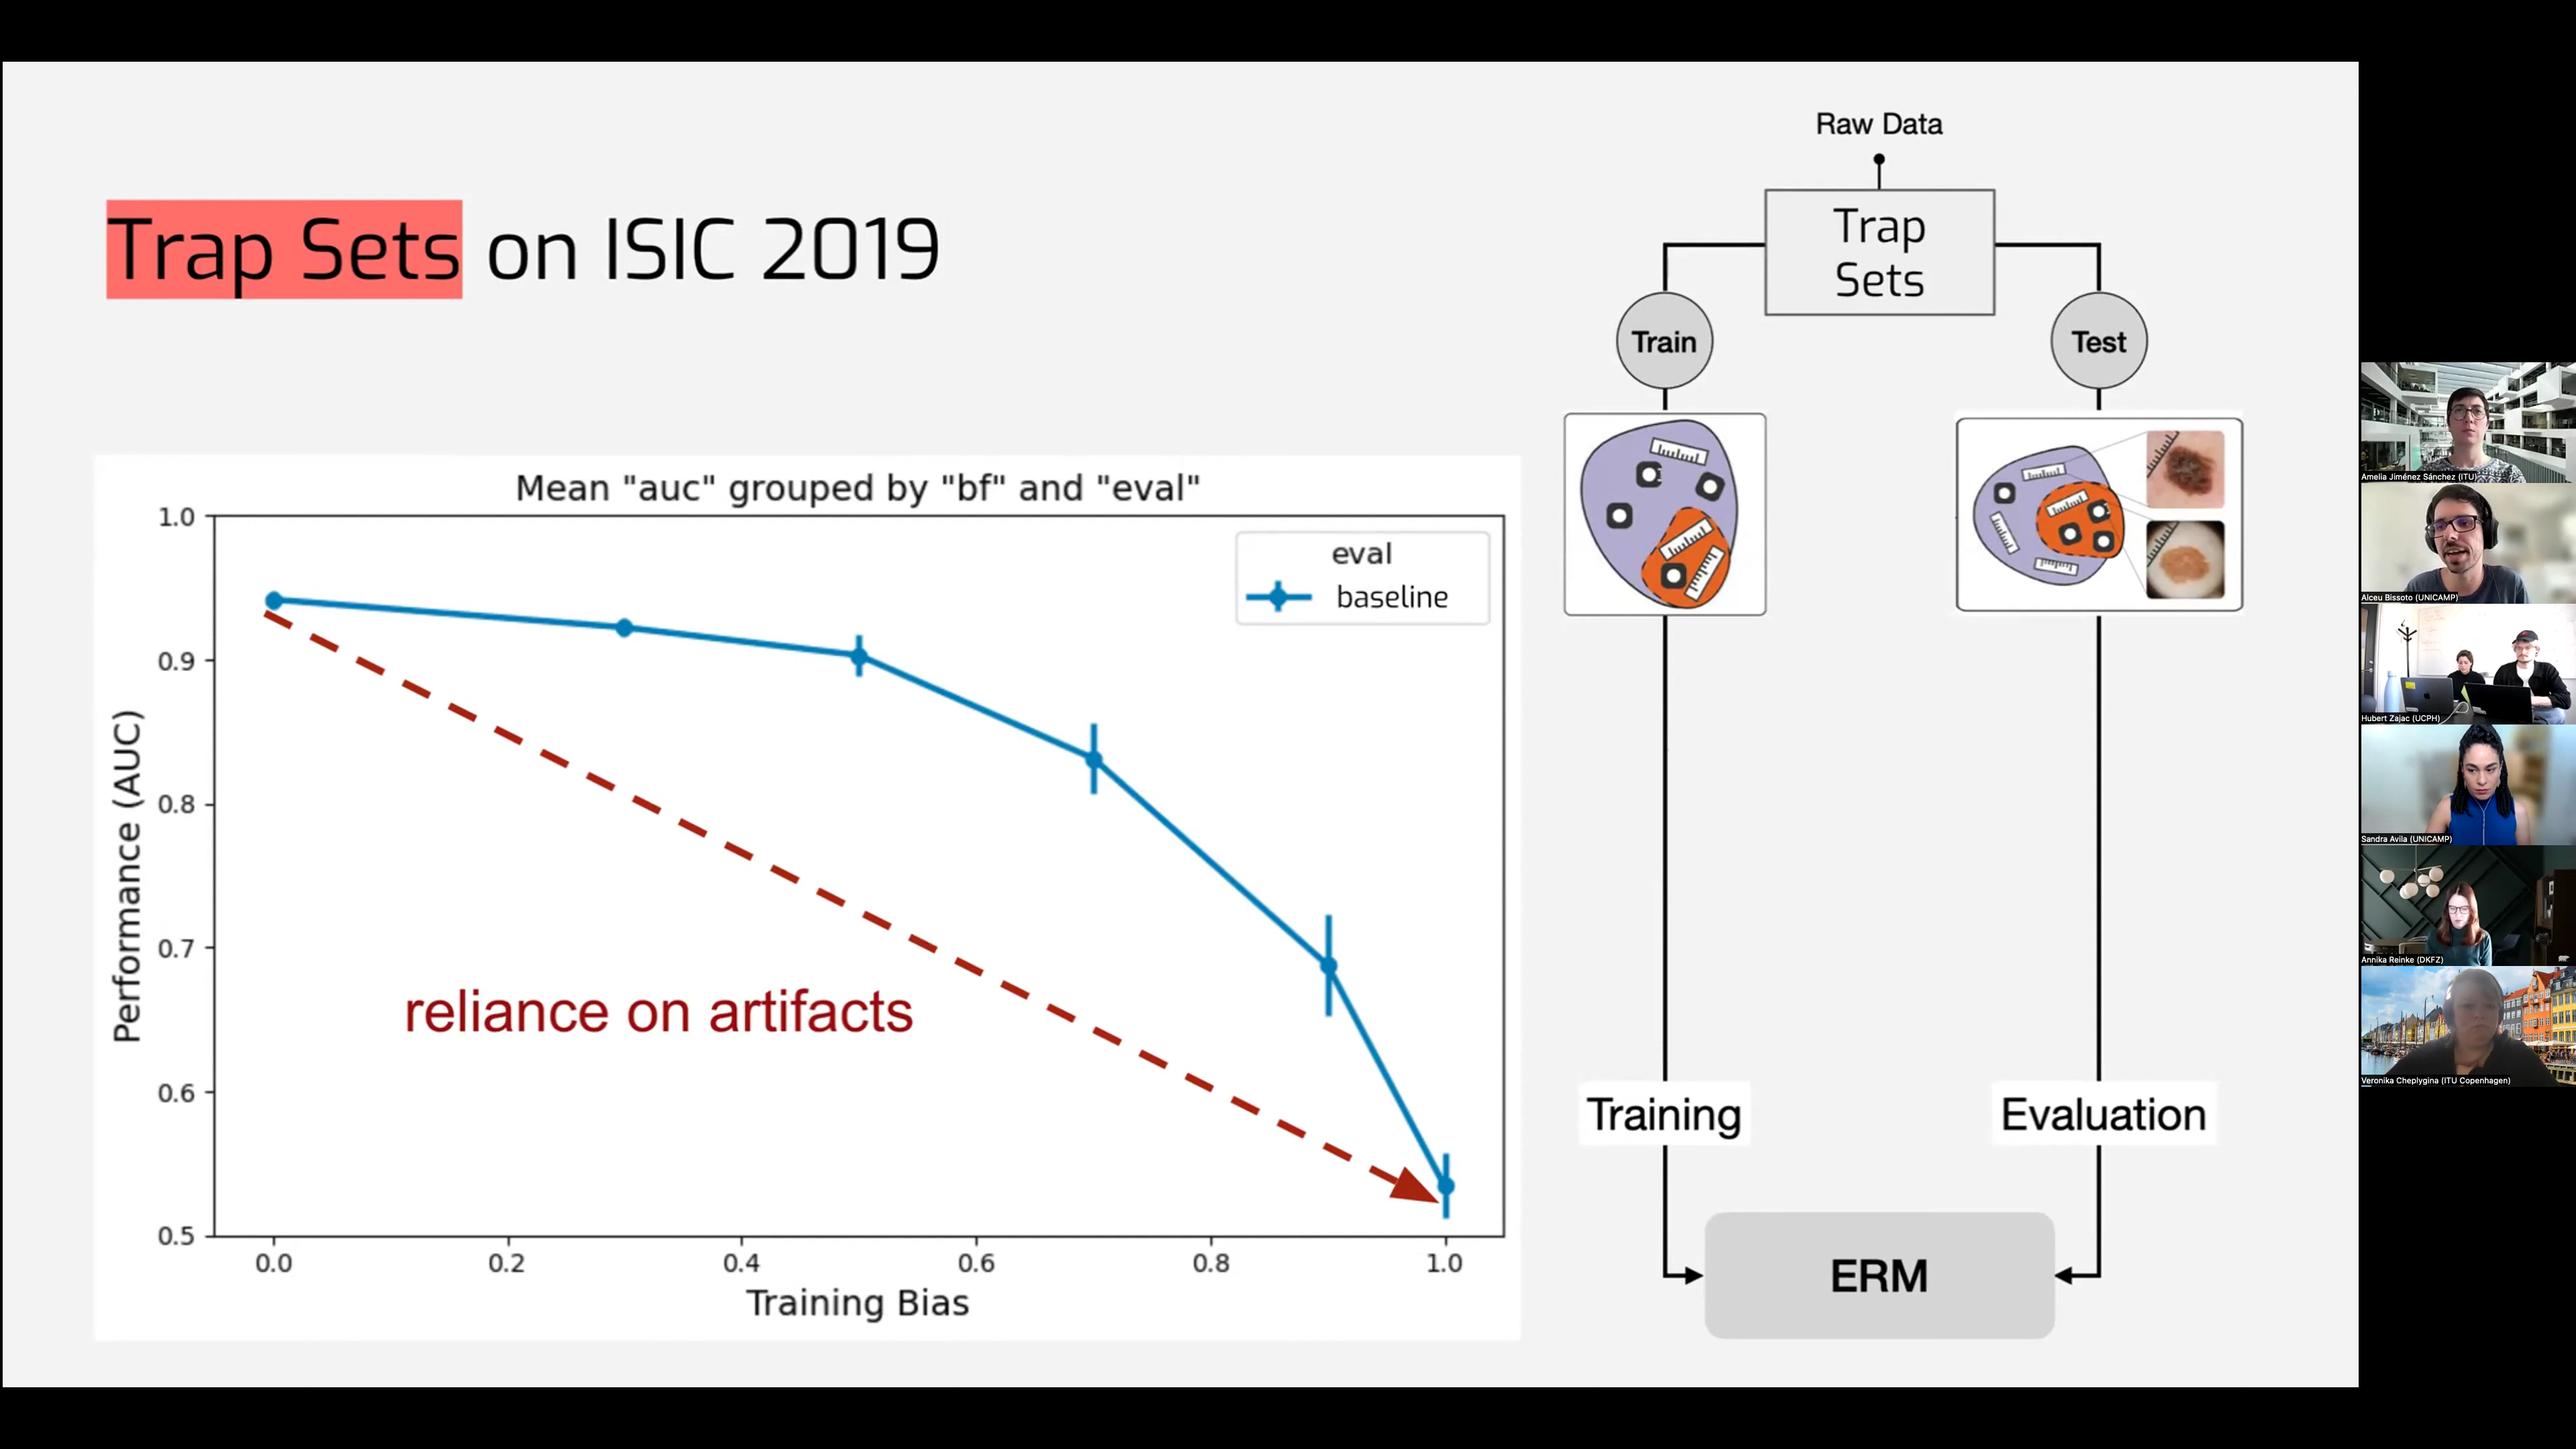 Trap Sets on ISIC 2019
Mean "auc" grouped by "bf" and "eval"
eval
baseline
Performance (AUC)
1.0
0.9
0.8
0.7
0.6
0.5
reliance on artifacts
0.0 0.2 0.4 0.6 0.8 1.0
Training Bias
Raw Data
Trap
Sets
Train
Test
Training
Evaluation
ERM
Amelia Jiménez Sánchez (ITU)
Alceu Bissoto (UNICAMP)
Hubert Zajac (UCPH)
Sandra Avila (UNICAMP)
Annika Reinke (DKFZ)
Veronika Cheplygina (ITU Copenhagen)